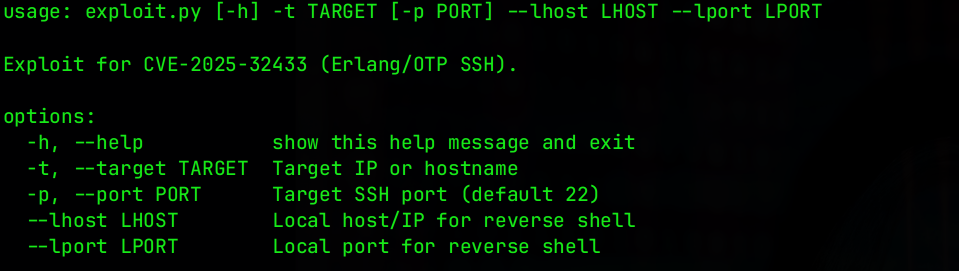 usage: exploit.py [-h] -t TARGET [-p PORT] --lhost LHOST --lport LPORT
Exploit for CVE-2025-32433 (Erlang/OTP SSH).
options:
-h, --help show this help message and exit
-t, --target TARGET Target IP or hostname
-p, --port PORT Target SSH port (default 22)
--lhost LHOST Local host/IP for reverse shell
--lport LPORT Local port for reverse shell